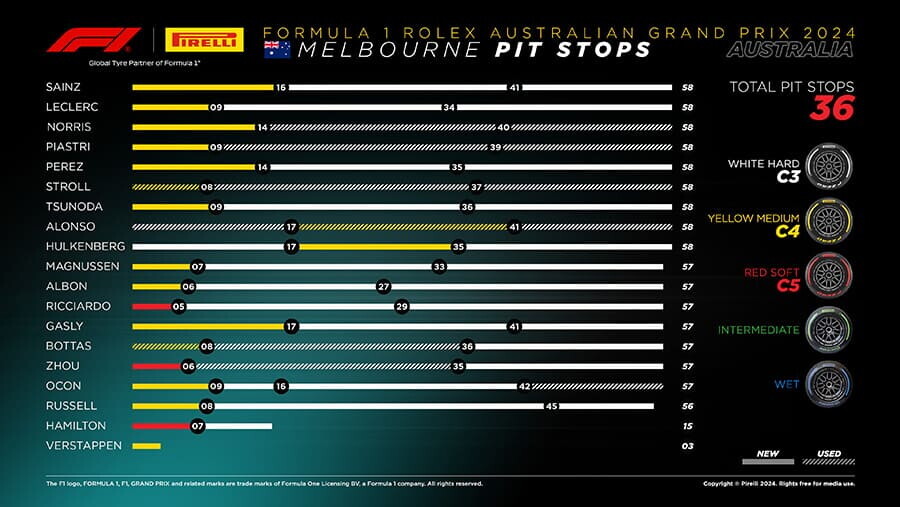 F1
PIRELLI
Global Tyre Partner of Formula 1®
FORMULA 1 ROLEX AUSTRALIAN GRAND PRIX 2024
MELBOURNE PIT STOPS
AUSTRALIA
SAINZ 16 41 58
LECLERC 09 34 58
NORRIS 14 40 58
PIASTRI 09 39 58
PEREZ 14 35 58
STROLL 08 37 58
TSUNODA 09 36 58
ALONSO 17 41 58
HULKENBERG 17 35 58
MAGNUSSEN 07 33 57
ALBON 06 27 57
RICCIARDO 05 29 57
GASLY 17 41 57
BOTTAS 08 36 57
ZHOU 06 35 57
OCON 09 16 42 57
RUSSELL 08 45 56
HAMILTON 07 15
VERSTAPPEN 03
TOTAL PIT STOPS
36
WHITE HARD
C3
YELLOW MEDIUM
C4
RED SOFT
C5
INTERMEDIATE
WET
NEW USED
The F1 logo, FORMULA 1, F1, GRAND PRIX and related marks are trade marks of Formula One Licensing BV, a Formula 1 company. All rights reserved.
Copyright © Pirelli 2024. Rights free for media use.